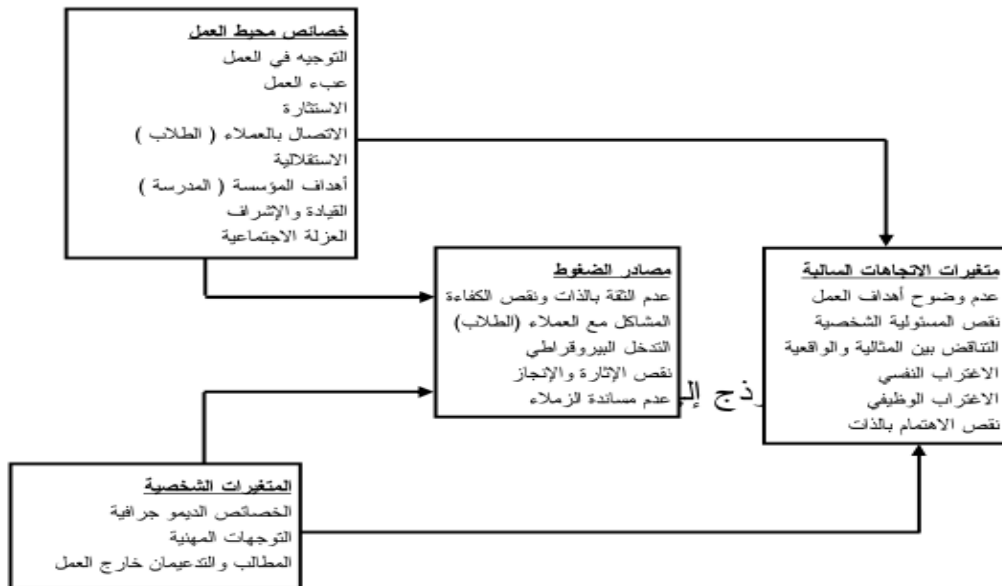 خصائص محيط العمل
التوجيه في العمل
عبء العمل
الاستثارة
الاتصال بالعملاء ( الطلاب )
الاستقلالية
أهداف المؤسسة ( المدرسة )
القيادة والإشراف
العزلة الاجتماعية
مصادر الضغوط
عدم الثقة بالذات ونقص الكفاءة
المشاكل مع العملاء (الطلاب)
التدخل البيروقراطي
نقص الإثارة والإنجاز
عدم مساندة الزملاء
متغيرات الاتجاهات السالبة
عدم وضوح أهداف العمل
نقص المسئولية الشخصية
التناقض بين المثالية والواقعية
الاغتراب النفسي
الاغتراب الوظيفي
نقص الاهتمام بالذات
المتغيرات الشخصية
الخصائص الديمو جرافية
التوجهات المهنية
المطالب والتدعيمان خارج العمل